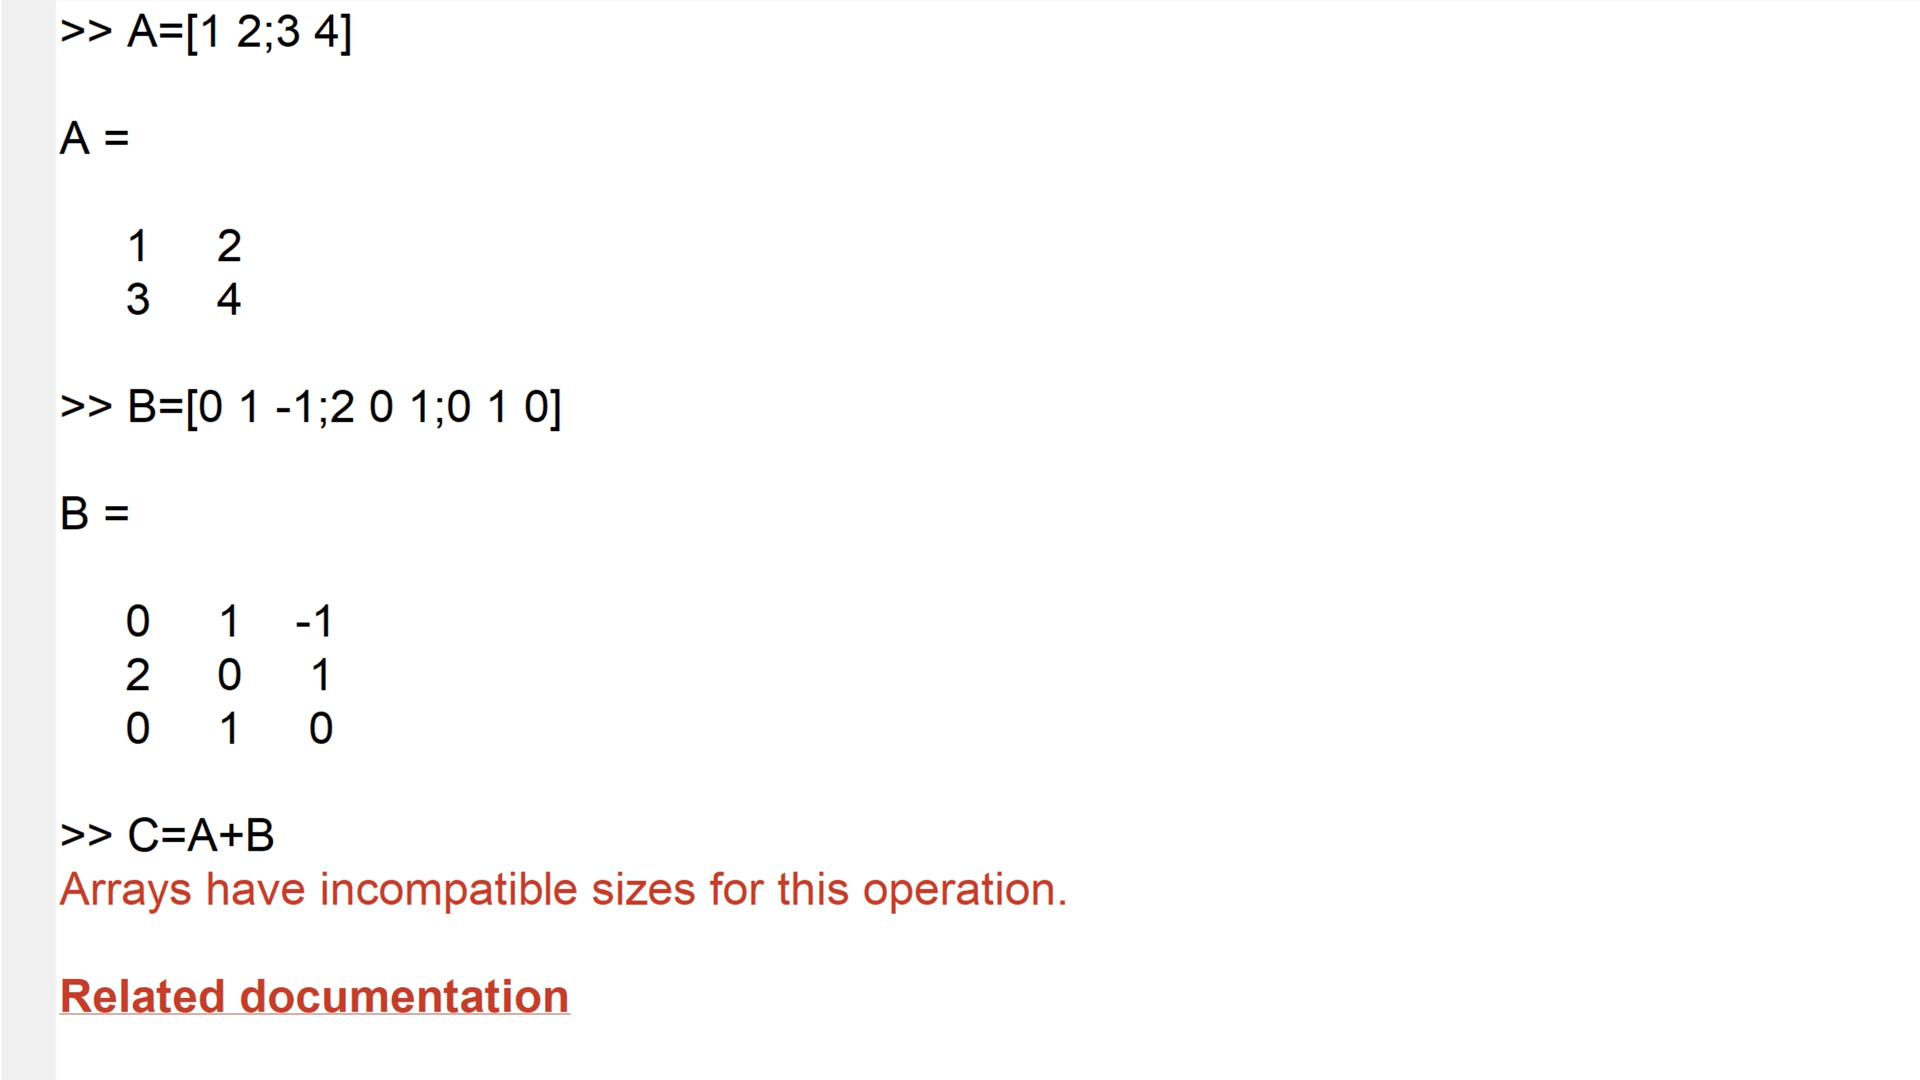 >> A=[1 2;3 4]
A =
1 2
3 4
>> B=[0 1 -1;2 0 1;0 1 0]
B =
0 1 -1
2 0 1
0 1 0
>> C=A+B
Arrays have incompatible sizes for this operation.
Related documentation